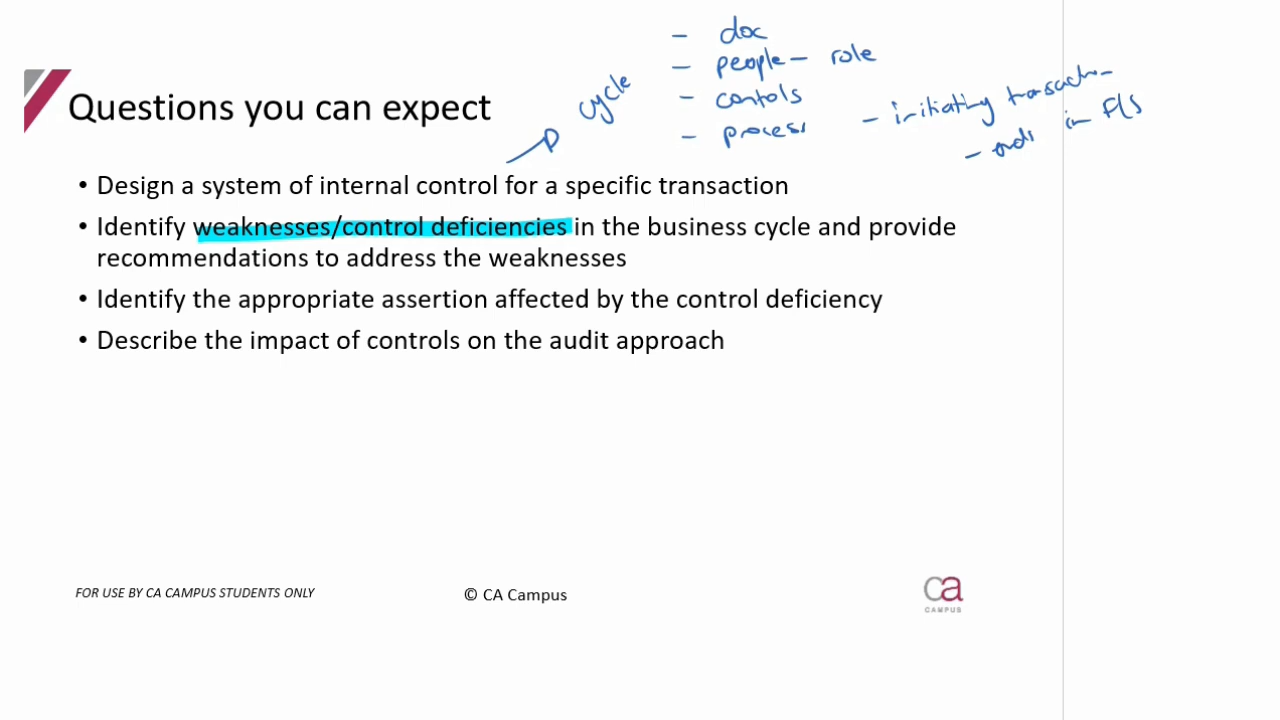 - doc
- people - role
cycle
- contols
- process
- initiating transactn -
- ends in F/S
Questions you can expect
• Design a system of internal control for a specific transaction
• Identify weaknesses/control deficiencies in the business cycle and provide
recommendations to address the weaknesses
• Identify the appropriate assertion affected by the control deficiency
• Describe the impact of controls on the audit approach
FOR USE BY CA CAMPUS STUDENTS ONLY
© CA Campus
ca
CAMPUS